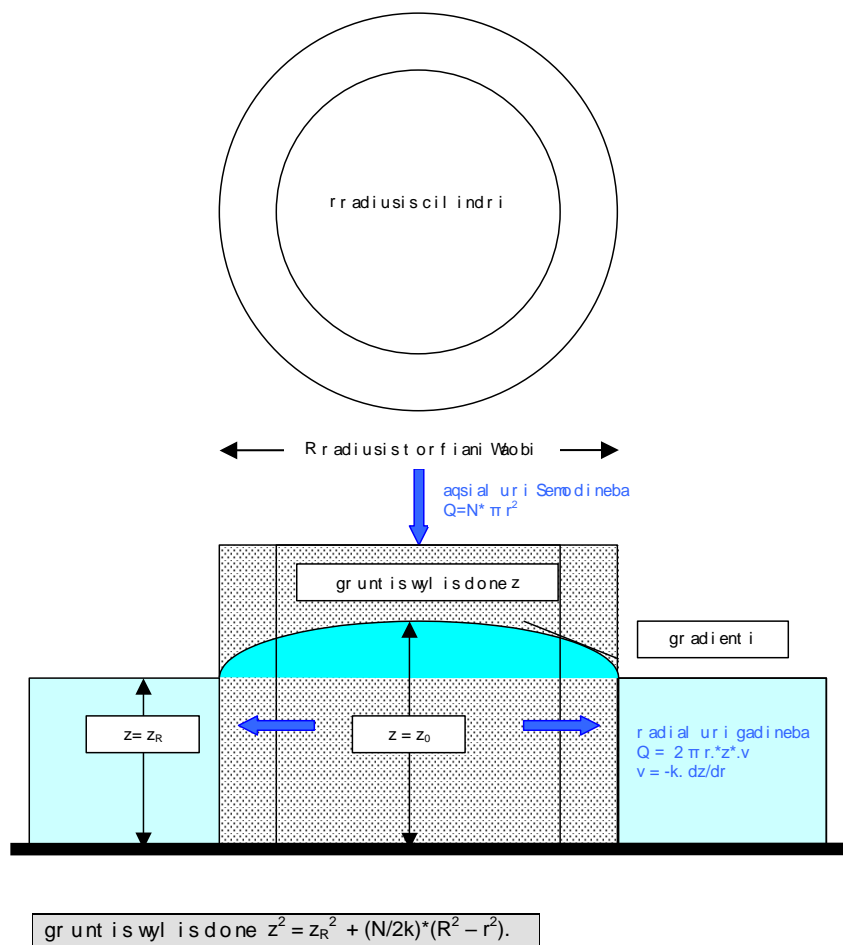 r radiusis cilindri
R radiusis torfiani Waobi
aqsialuri Semodineba
Q=N* π r²
gruntis wylis done z
gradienti
z= z_R
z = z₀
radialuri gadineba
Q = 2 π r.*z*.v
v = -k. dz/dr
gruntis wylis done z² = z_R² + (N/2k)*(R² – r²).